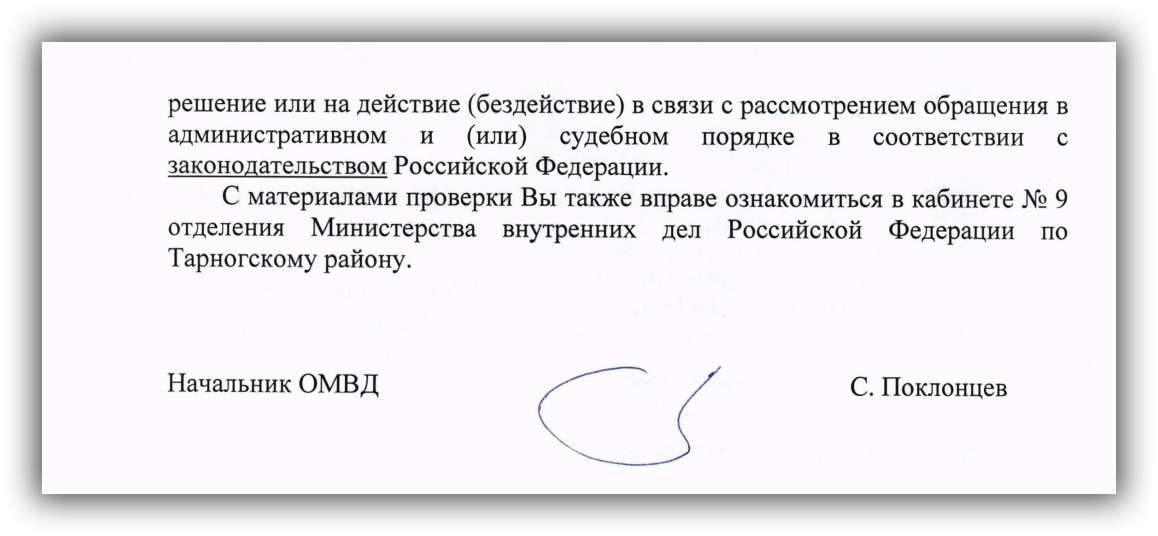 решение или на действие (бездействие) в связи с рассмотрением обращения в
административном и (или) судебном порядке в соответствии с
законодательством Российской Федерации.
С материалами проверки Вы также вправе ознакомиться в кабинете № 9
отделения Министерства внутренних дел Российской Федерации по
Тарногскому району.
Начальник ОМВД С. Поклонцев